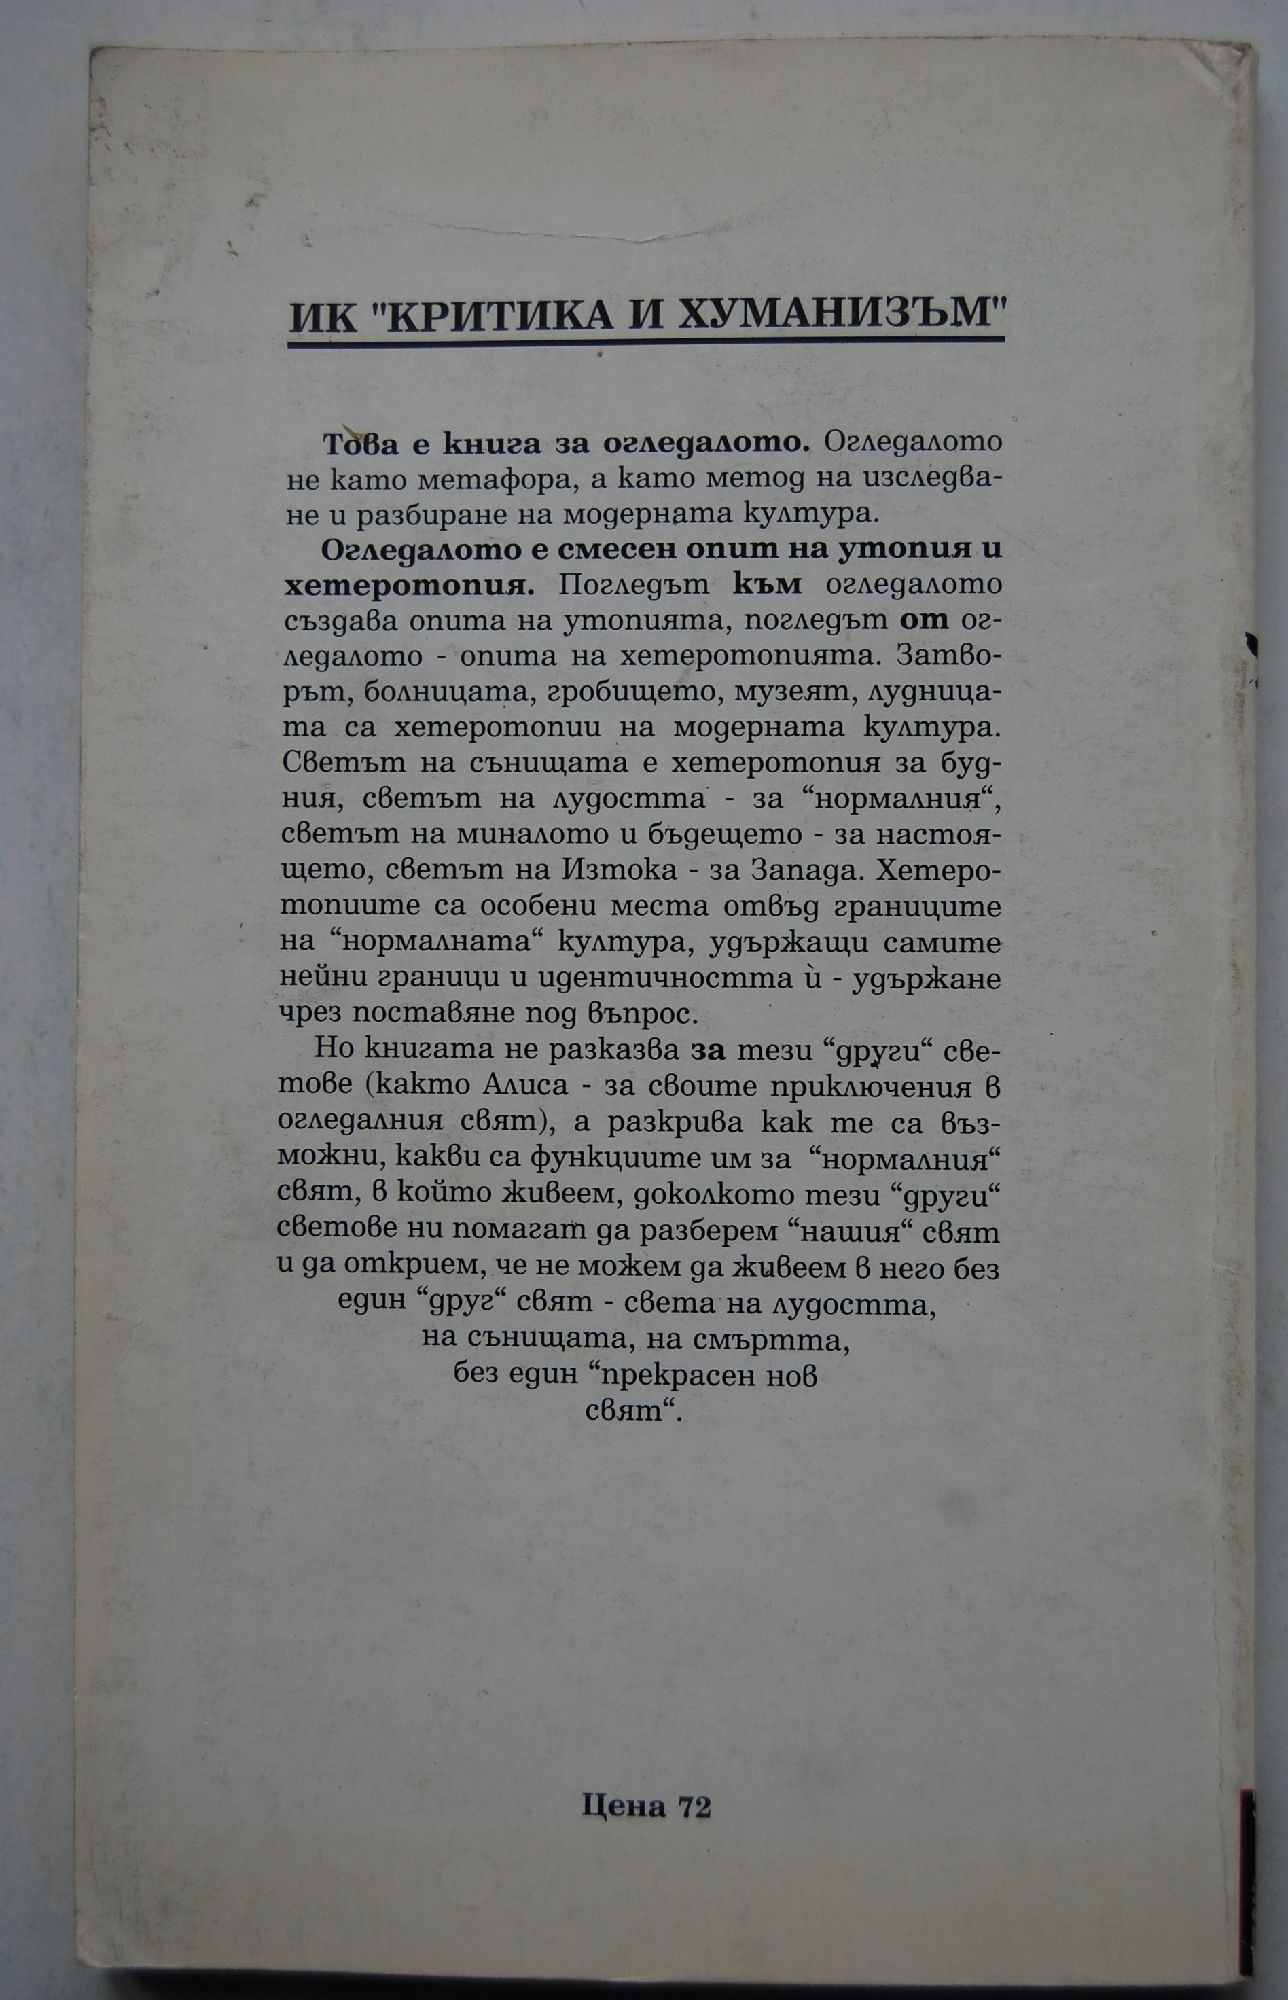 ИК "КРИТИКА И ХУМАНИЗЪМ"
Това е книга за огледалото. Огледалото
не като метафора, а като метод на изследва-
не и разбиране на модерната култура.
Огледалото е смесен опит на утопия и
хетеротопия. Погледът към огледалото
създава опита на утопията, погледът от ог-
ледалото - опита на хетеротопията. Затво-
рът, болницата, гробището, музеят, лудница-
та са хетеротопии на модерната култура.
Светът на сънищата е хетеротопия за буд-
ния, светът на лудостта - за “нормалния“,
светът на миналото и бъдещето - за настоя-
щето, светът на Изтока - за Запада. Хетеро-
топиите са особени места отвъд границите
на “нормалната“ култура, удържащи самите
нейни граници и идентичността ѝ - удържане
чрез поставяне под въпрос.
Но книгата не разказва за тези “други“ све-
тове (както Алиса - за своите приключения в
огледалния свят), а разкрива как те са въз-
можни, какви са функциите им за “нормалния“
свят, в който живеем, доколкото тези “други“
светове ни помагат да разберем “нашия“ свят
и да открием, че не можем да живеем в него без
един “друг“ свят - света на лудостта,
на сънищата, на смъртта,
без един “прекрасен нов
свят“.
Цена 72